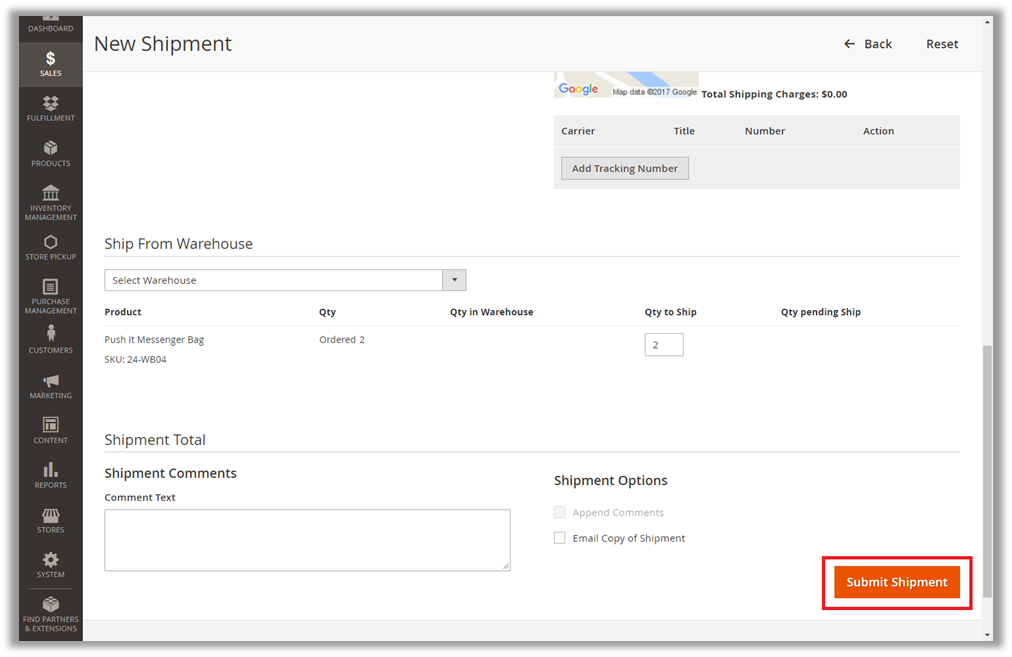 DASHBOARD
SALES
FULFILLMENT
PRODUCTS
INVENTORY
MANAGEMENT
STORE PICKUP
PURCHASE
MANAGEMENT
CUSTOMERS
MARKETING
CONTENT
REPORTS
STORES
SYSTEM
FIND PARTNERS
& EXTENSIONS
New Shipment
Back Reset
Google Map data ©2017 Google Total Shipping Charges: $0.00
Carrier Title Number Action
Add Tracking Number
Ship From Warehouse
Select Warehouse
Product Qty Qty in Warehouse Qty to Ship Qty pending Ship
Push It Messenger Bag Ordered 2 2
SKU: 24-WB04
Shipment Total
Shipment Comments
Comment Text
Shipment Options
Append Comments
Email Copy of Shipment
Submit Shipment